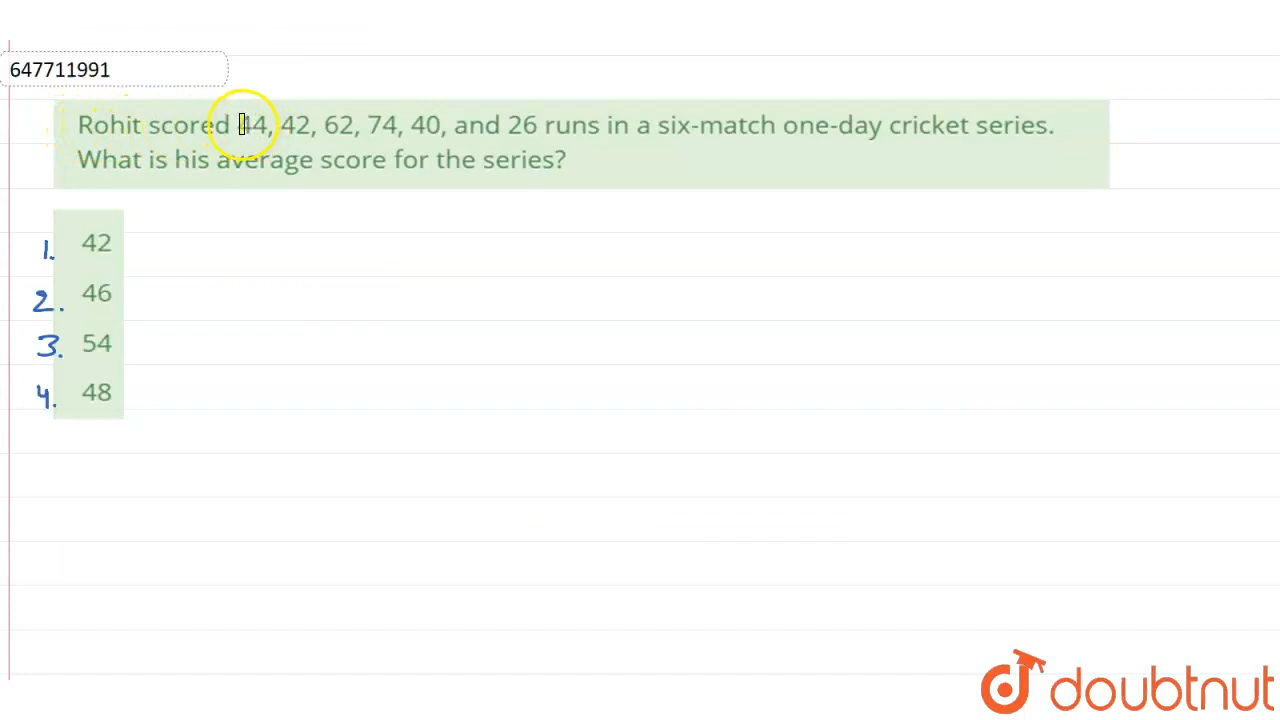 647711991
Rohit scored 44, 42, 62, 74, 40, and 26 runs in a six-match one-day cricket series.
What is his average score for the series?
1. 42
2. 46
3. 54
4. 48
doubtnut